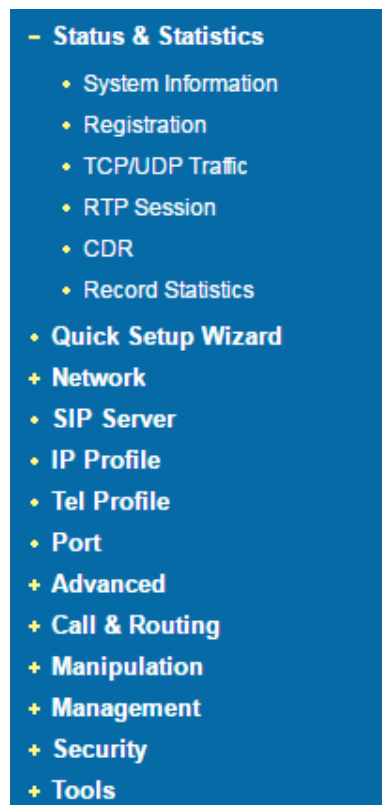 Status & Statistics
System Information
Registration
TCP/UDP Traffic
RTP Session
CDR
Record Statistics
Quick Setup Wizard
Network
SIP Server
IP Profile
Tel Profile
Port
Advanced
Call & Routing
Manipulation
Management
Security
Tools